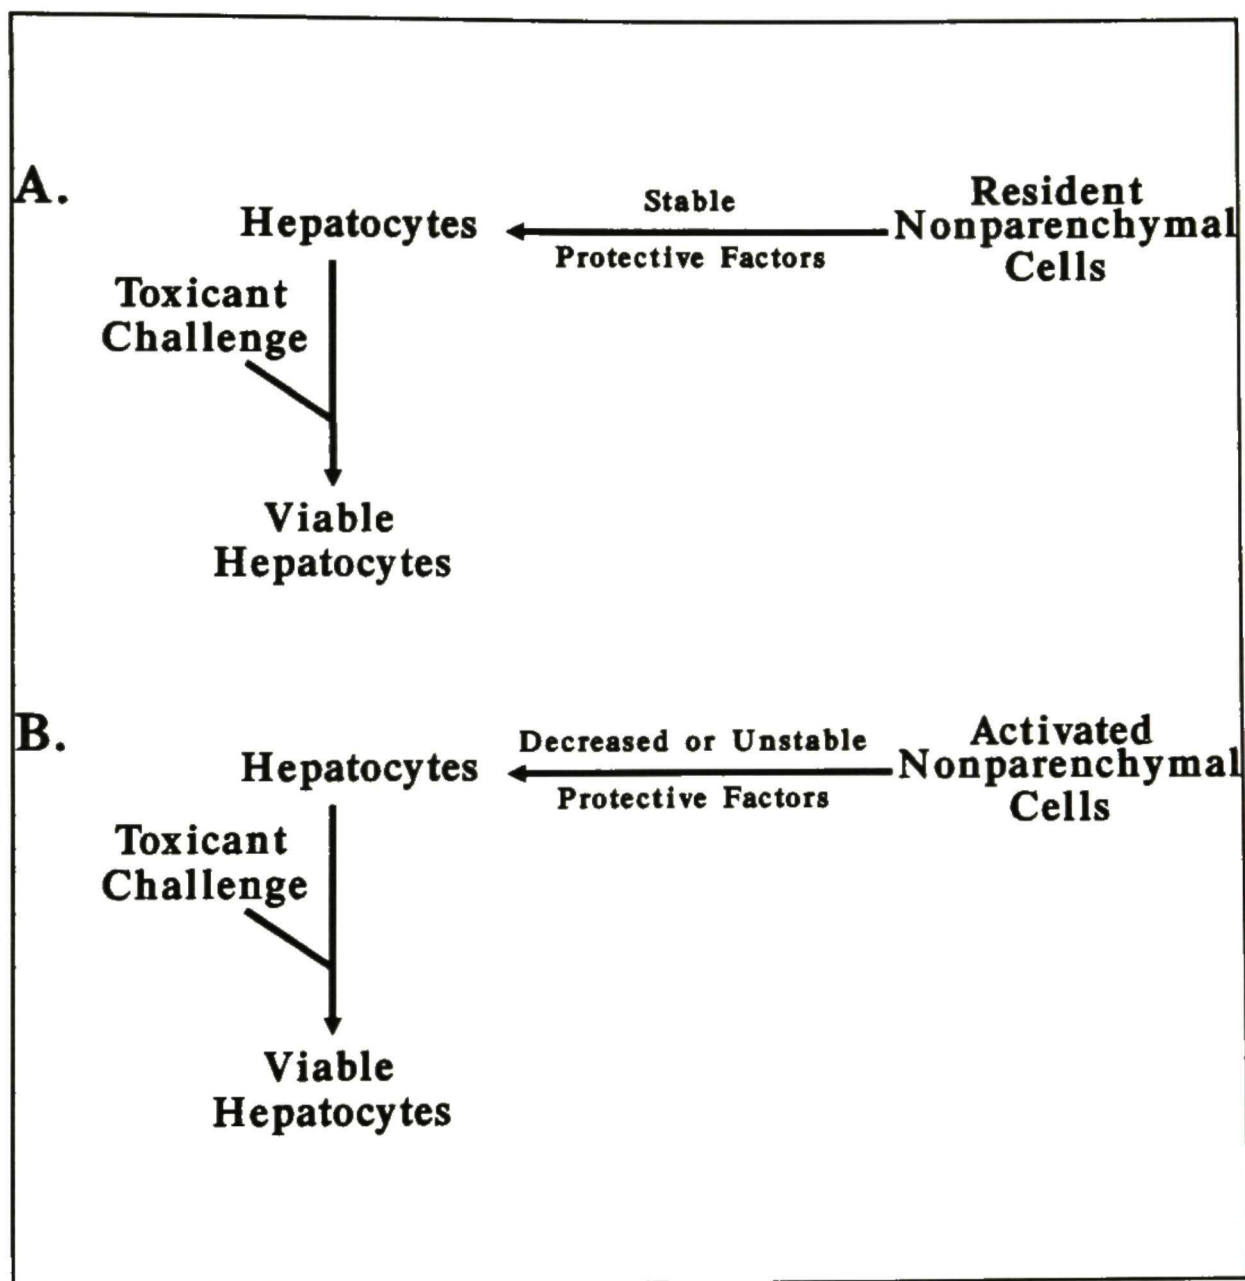 A.
Hepatocytes
Stable
Protective Factors
Resident
Nonparenchymal
Cells
Toxicant
Challenge
Viable
Hepatocytes
B.
Hepatocytes
Decreased or Unstable
Protective Factors
Activated
Nonparenchymal
Cells
Toxicant
Challenge
Viable
Hepatocytes